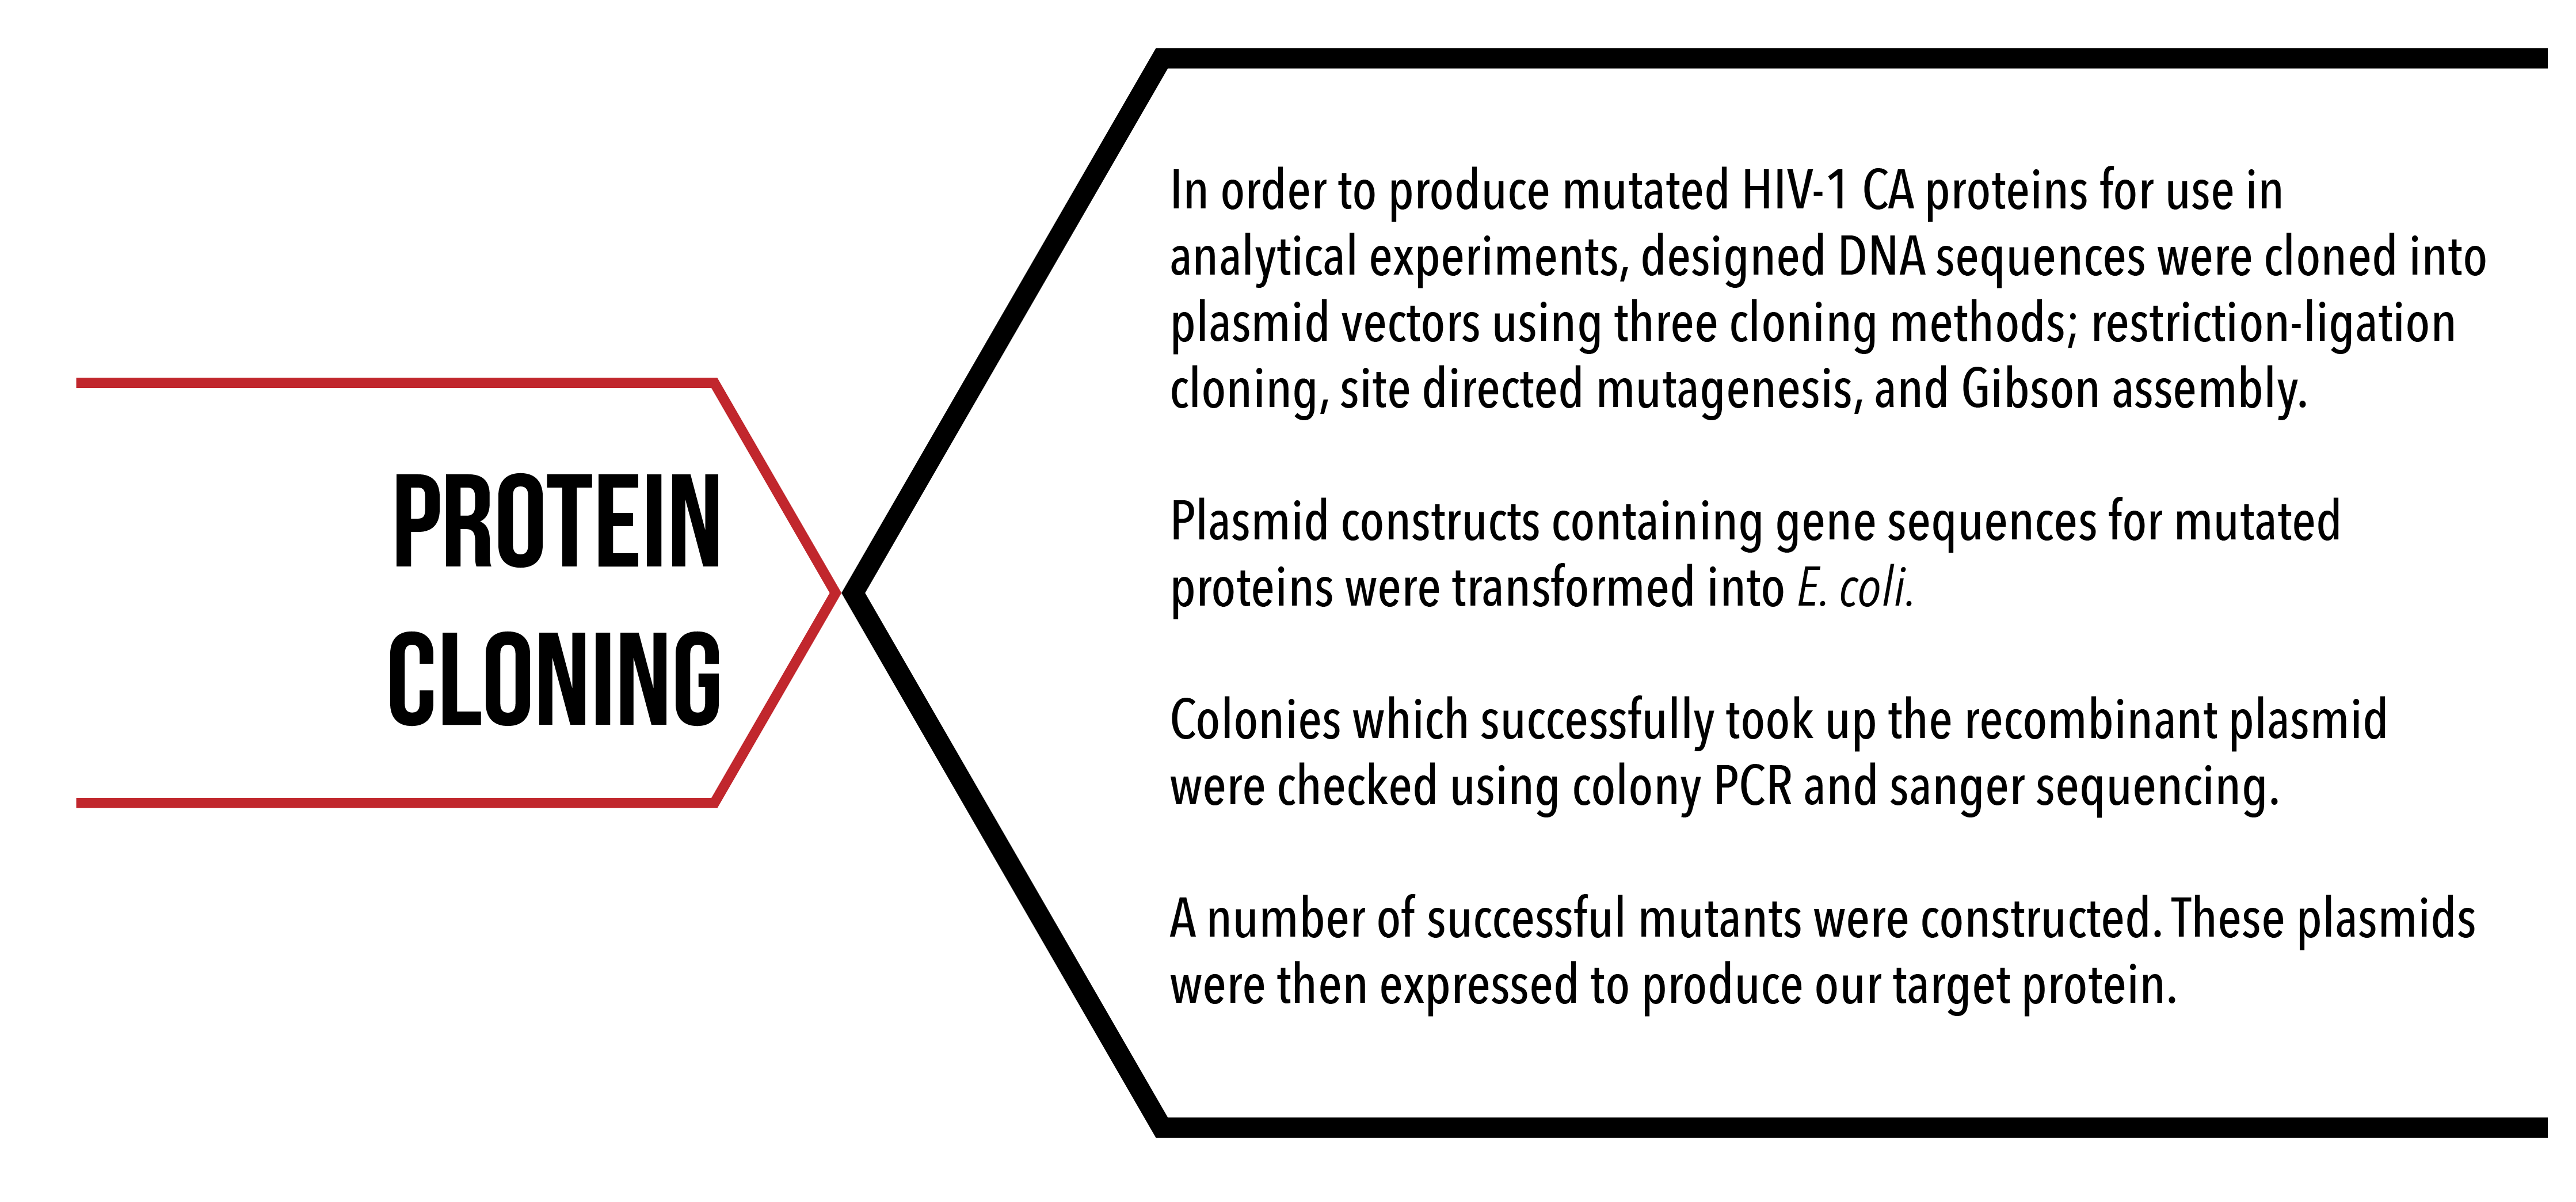 PROTEIN
CLONING
In order to produce mutated HIV-1 CA proteins for use in
analytical experiments, designed DNA sequences were cloned into
plasmid vectors using three cloning methods; restriction-ligation
cloning, site directed mutagenesis, and Gibson assembly.
Plasmid constructs containing gene sequences for mutated
proteins were transformed into E. coli.
Colonies which successfully took up the recombinant plasmid
were checked using colony PCR and sanger sequencing.
A number of successful mutants were constructed. These plasmids
were then expressed to produce our target protein.